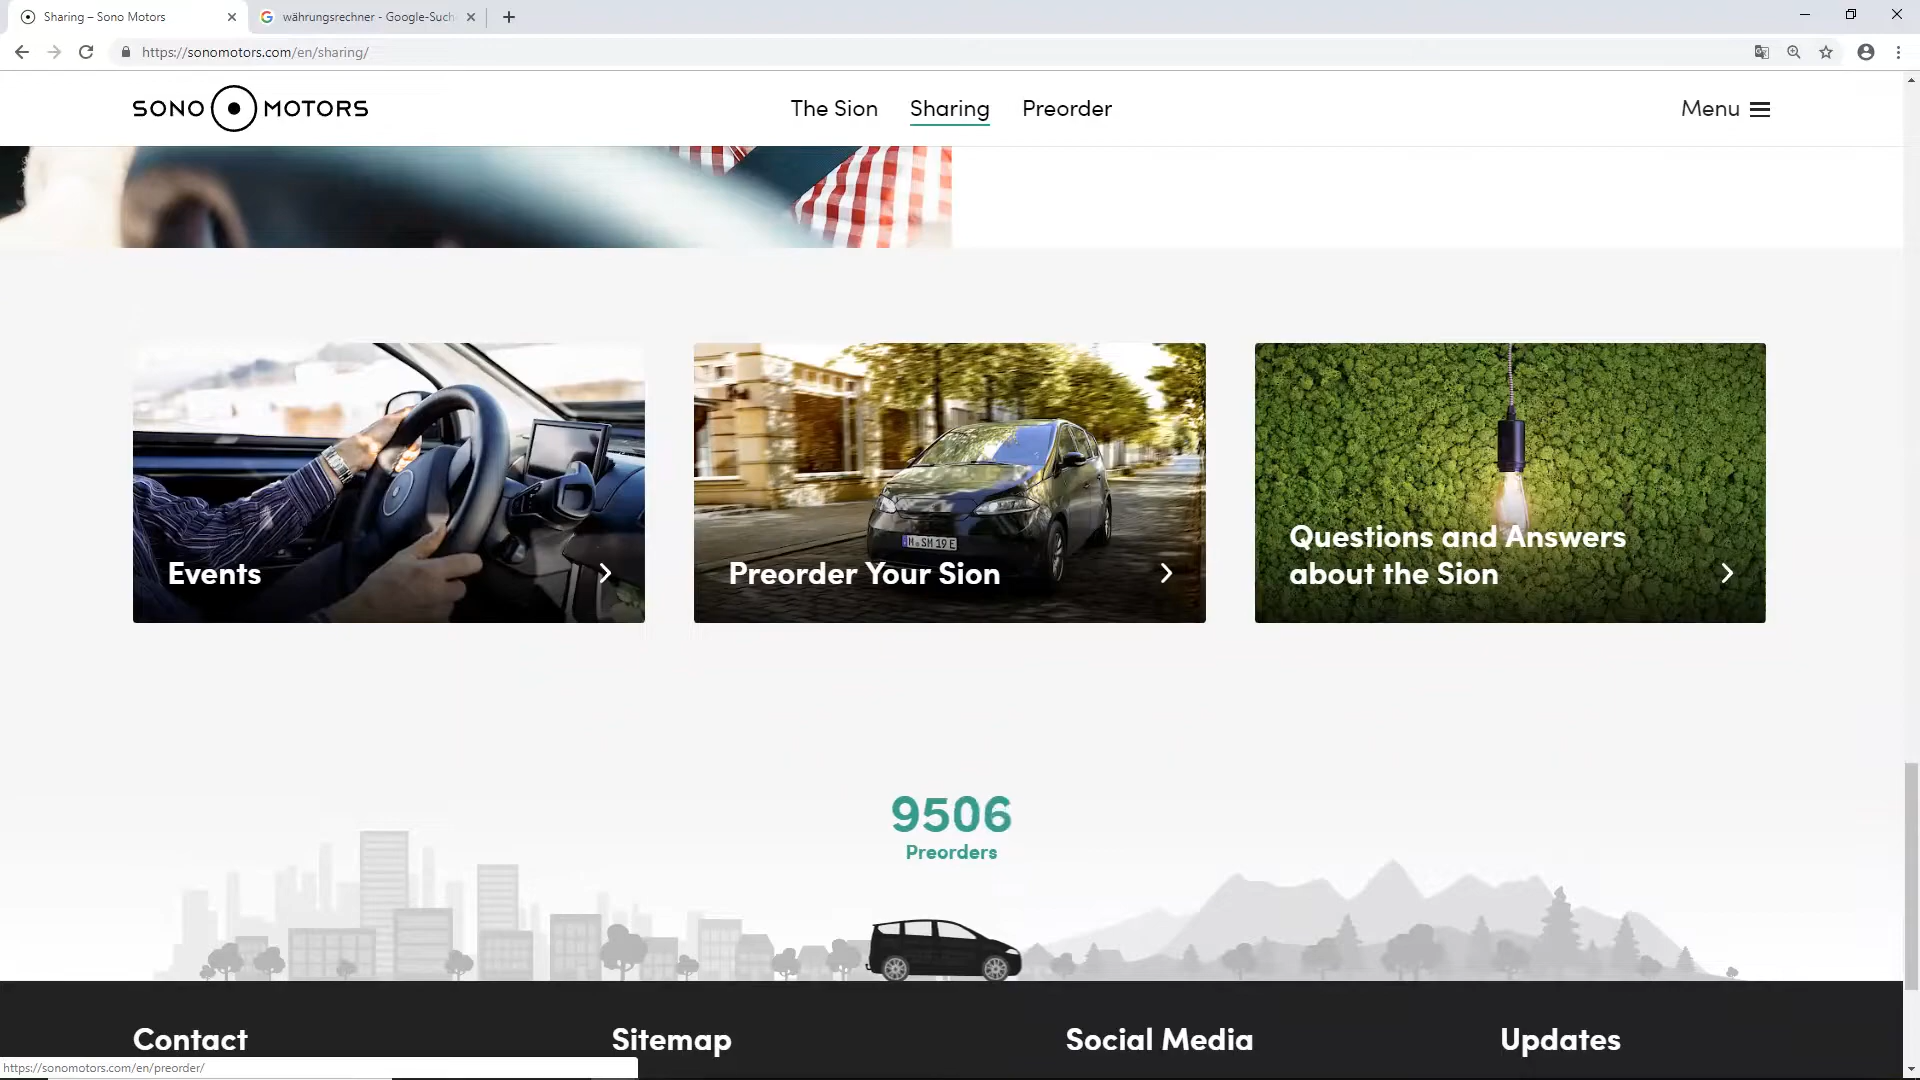 Sharing – Sono Motors
währungsrechner - Google-Such
https://sonomotors.com/en/sharing/
SONO MOTORS
The Sion
Sharing
Preorder
Menu
Events
M SM 19 E
Preorder Your Sion
Questions and Answers
about the Sion
9506
Preorders
Contact
Sitemap
Social Media
Updates
https://sonomotors.com/en/preorder/